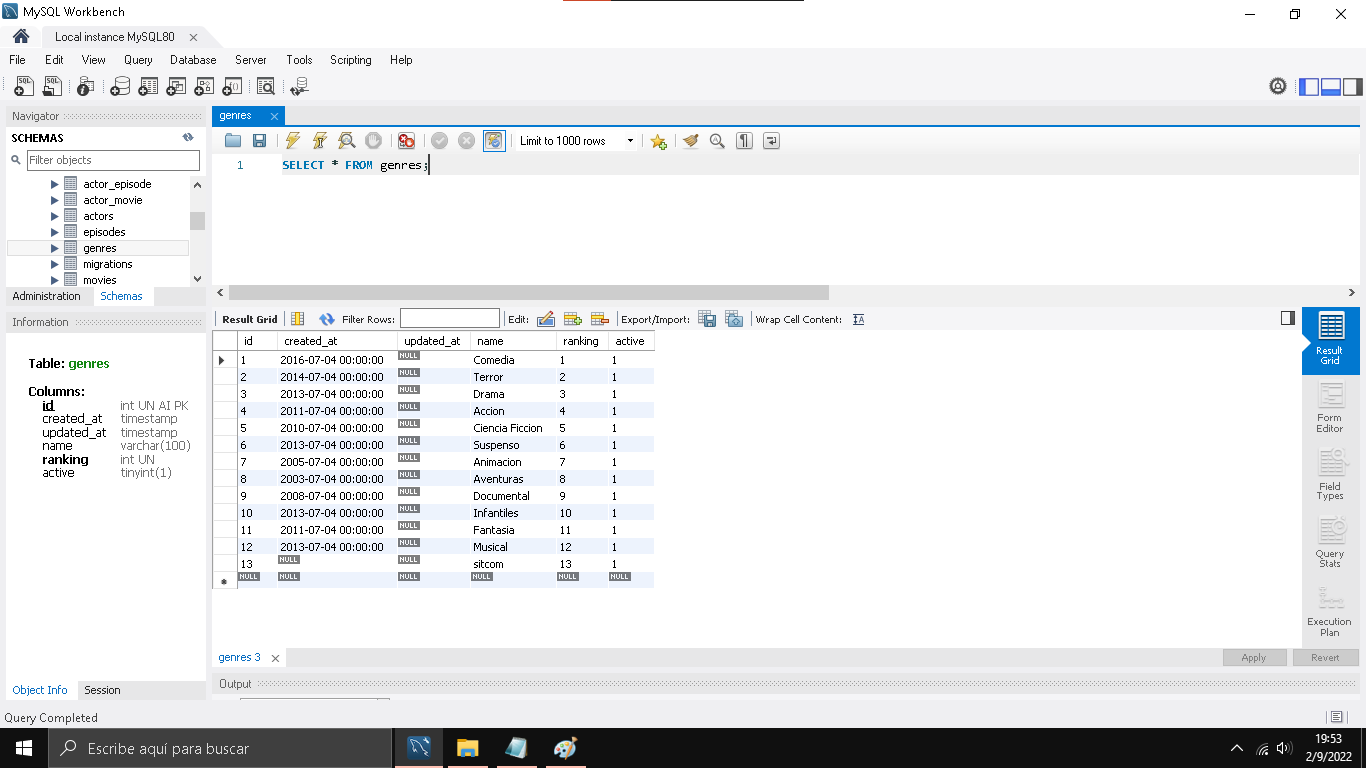 MySQL Workbench
Local instance MySQL80
File Edit View Query Database Server Tools Scripting Help
Navigator
SCHEMAS
Filter objects
actor_episode
actor_movie
actors
episodes
genres
migrations
movies
Administration Schemas
Information
Table: genres
Columns:
id int UN AI PK
created_at timestamp
updated_at timestamp
name varchar(100)
ranking int UN
active tinyint(1)
Object Info Session
genres
Limit to 1000 rows
1 SELECT * FROM genres;
Result Grid Filter Rows: Edit: Export/Import: Wrap Cell Content:
id created_at updated_at name ranking active
1 2016-07-04 00:00:00 NULL Comedia 1 1
2 2014-07-04 00:00:00 NULL Terror 2 1
3 2013-07-04 00:00:00 NULL Drama 3 1
4 2011-07-04 00:00:00 NULL Accion 4 1
5 2010-07-04 00:00:00 NULL Ciencia Ficcion 5 1
6 2013-07-04 00:00:00 NULL Suspenso 6 1
7 2005-07-04 00:00:00 NULL Animacion 7 1
8 2003-07-04 00:00:00 NULL Aventuras 8 1
9 2008-07-04 00:00:00 NULL Documental 9 1
10 2013-07-04 00:00:00 NULL Infantiles 10 1
11 2011-07-04 00:00:00 NULL Fantasia 11 1
12 2013-07-04 00:00:00 NULL Musical 12 1
13 NULL NULL sitcom 13 1
NULL NULL NULL NULL NULL NULL
Result
Grid
Form
Editor
Field
Types
Query
Stats
Execution
Plan
genres 3
Apply Revert
Output
Query Completed
Escribe aquí para buscar
19:53
2/9/2022